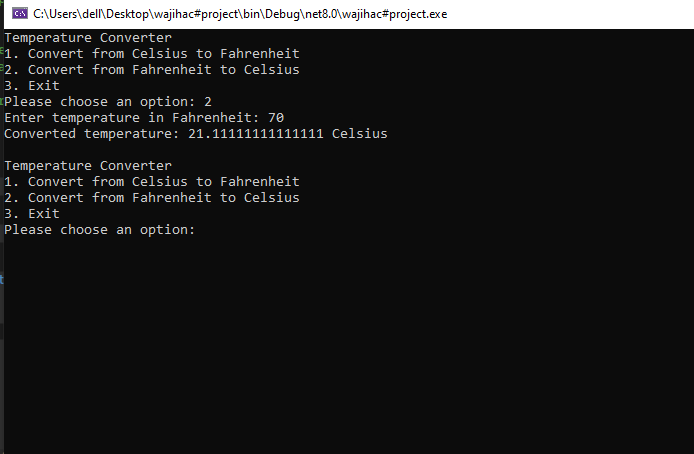 C:\Users\dell\Desktop\wajihac#project\bin\Debug\net8.0\wajihac#project.exe
Temperature Converter
1. Convert from Celsius to Fahrenheit
2. Convert from Fahrenheit to Celsius
3. Exit
Please choose an option: 2
Enter temperature in Fahrenheit: 70
Converted temperature: 21.11111111111111 Celsius
Temperature Converter
1. Convert from Celsius to Fahrenheit
2. Convert from Fahrenheit to Celsius
3. Exit
Please choose an option: